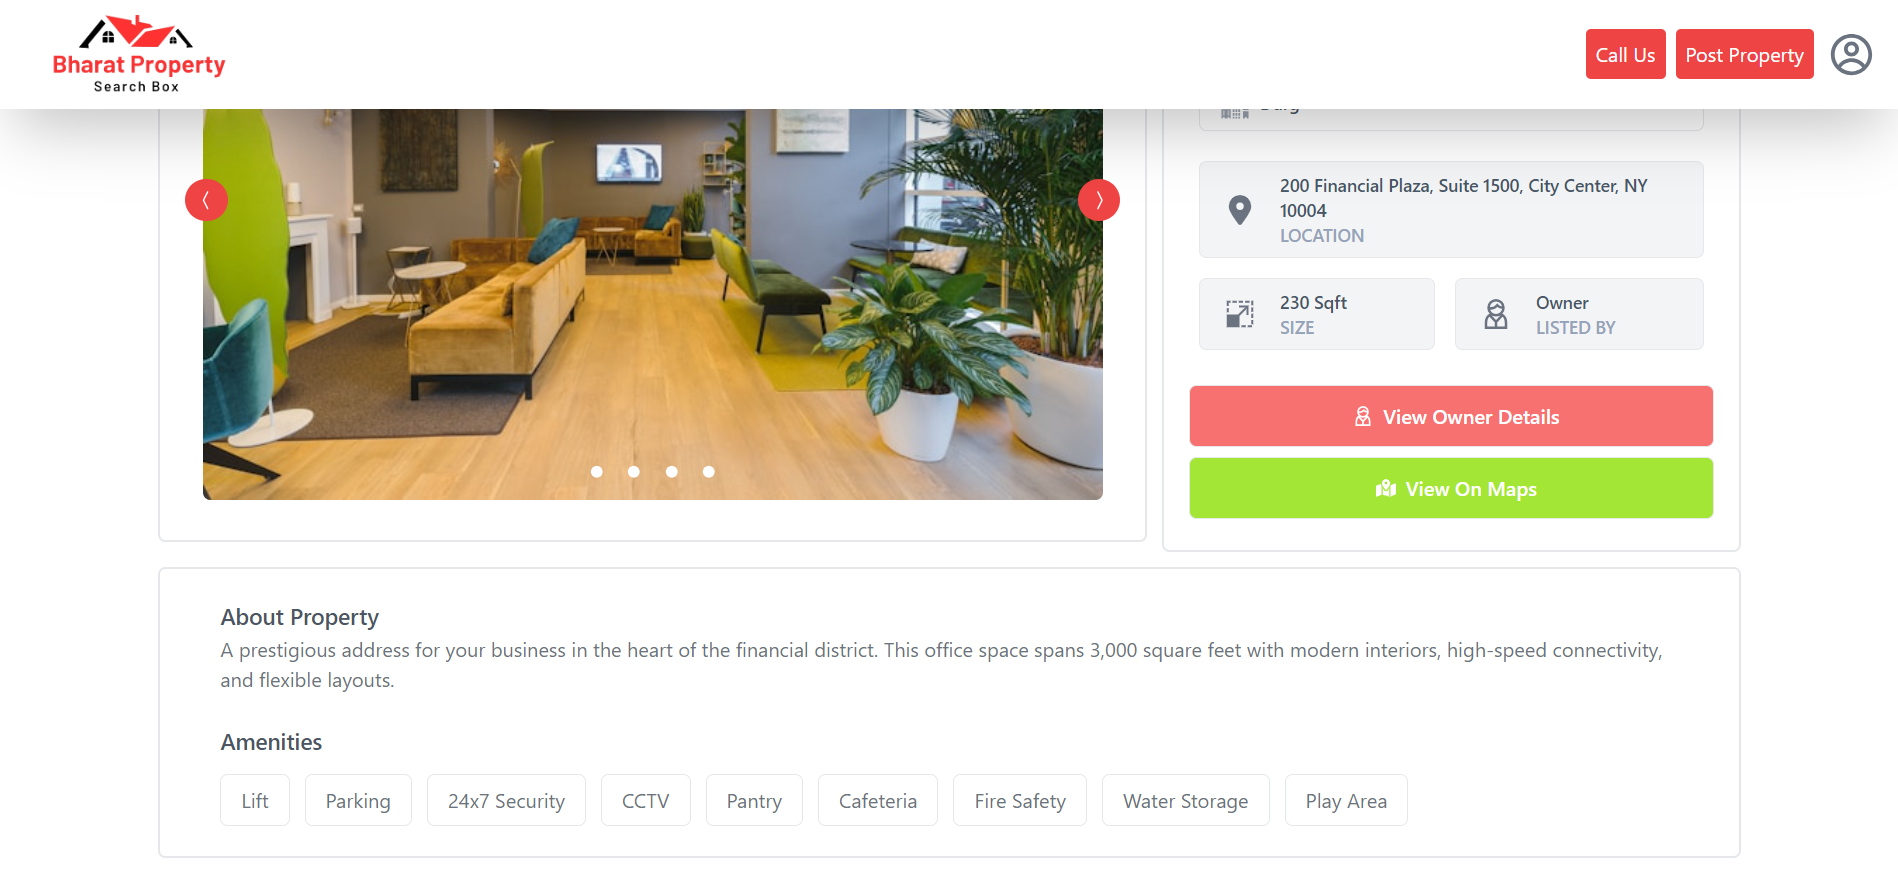 Bharat Property
Search Box
Call Us
Post Property
200 Financial Plaza, Suite 1500, City Center, NY
10004
LOCATION
230 Sqft
SIZE
Owner
LISTED BY
View Owner Details
View On Maps
About Property
A prestigious address for your business in the heart of the financial district. This office space spans 3,000 square feet with modern interiors, high-speed connectivity,
and flexible layouts.
Amenities
Lift
Parking
24x7 Security
CCTV
Pantry
Cafeteria
Fire Safety
Water Storage
Play Area